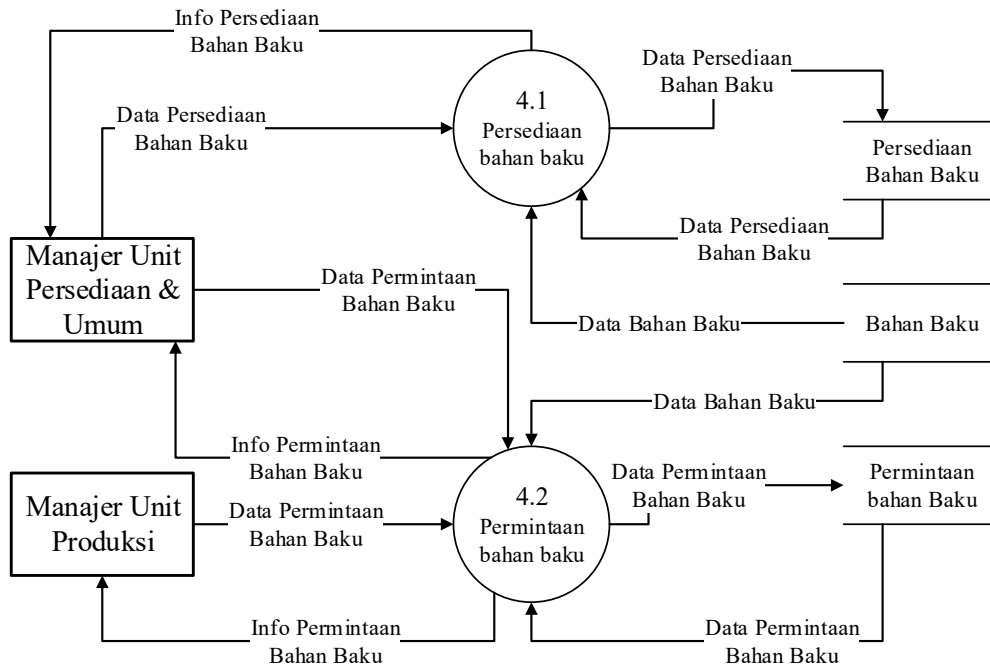 Info Persediaan
Bahan Baku
Data Persediaan
Bahan Baku
4.1
Persediaan
bahan baku
Data Persediaan
Bahan Baku
Persediaan
Bahan Baku
Data Persediaan
Bahan Baku
Manajer Unit
Persediaan &
Umum
Data Permintaan
Bahan Baku
Data Bahan Baku
Bahan Baku
Data Bahan Baku
Info Permintaan
Bahan Baku
Manajer Unit
Produksi
Data Permintaan
Bahan Baku
4.2
Permintaan
bahan baku
Data Permintaan
Bahan Baku
Permintaan
bahan Baku
Info Permintaan
Bahan Baku
Data Permintaan
Bahan Baku